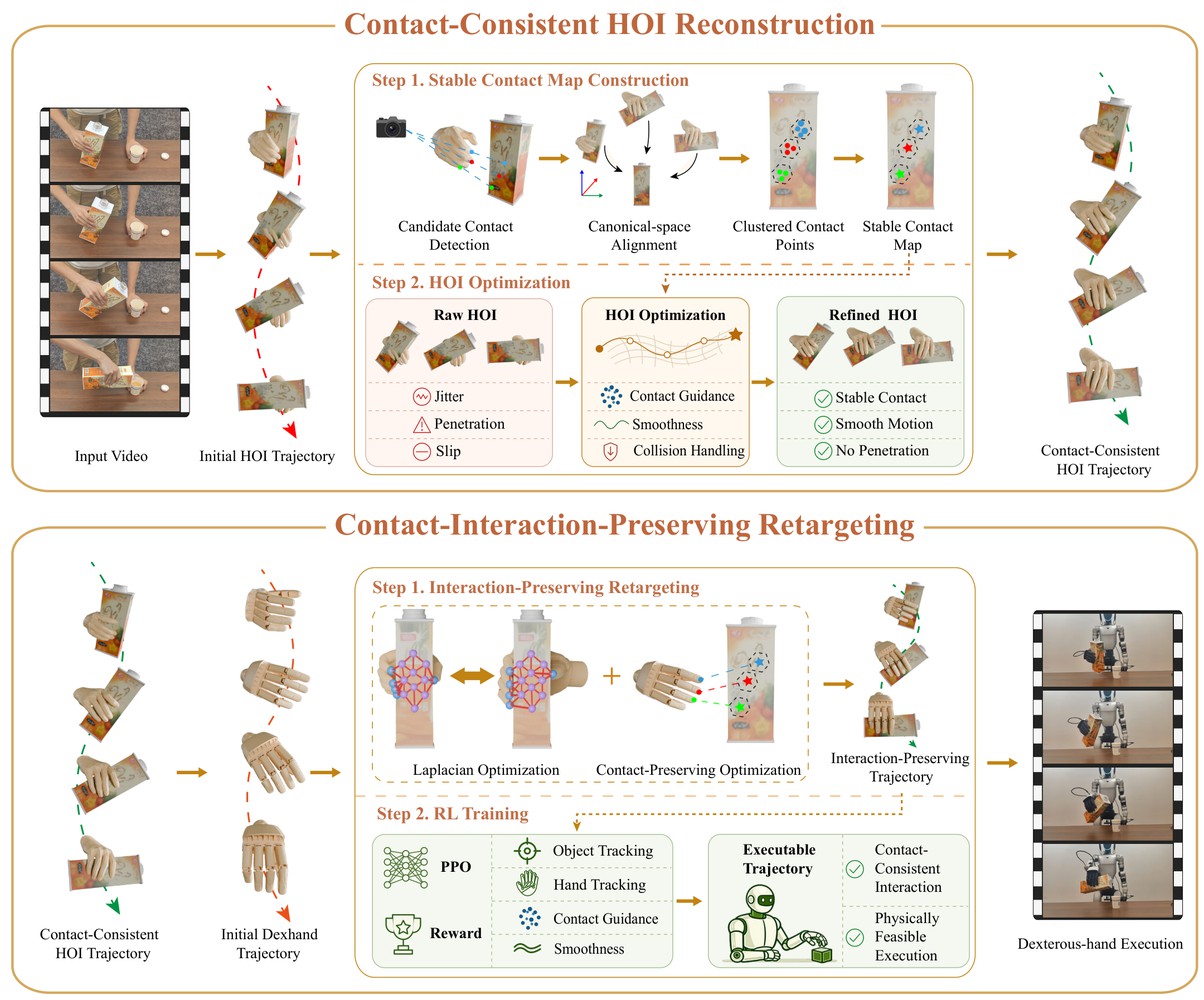 Contact-Consistent HOI Reconstruction
Step 1. Stable Contact Map Construction
Candidate Contact
Detection
Canonical-space
Alignment
Clustered Contact
Points
Stable Contact
Map
Step 2. HOI Optimization
Raw HOI
Jitter
Penetration
Slip
HOI Optimization
Contact Guidance
Smoothness
Collision Handling
Refined HOI
Stable Contact
Smooth Motion
No Penetration
Input Video
Initial HOI Trajectory
Contact-Consistent
HOI Trajectory
Contact-Interaction-Preserving Retargeting
Step 1. Interaction-Preserving Retargeting
Laplacian Optimization
Contact-Preserving Optimization
Interaction-Preserving
Trajectory
Step 2. RL Training
PPO
Reward
Object Tracking
Hand Tracking
Contact Guidance
Smoothness
Executable
Trajectory
Contact-
Consistent
Interaction
Physically
Feasible
Execution
Contact-Consistent
HOI Trajectory
Initial Dexhand
Trajectory
Dexterous-hand Execution